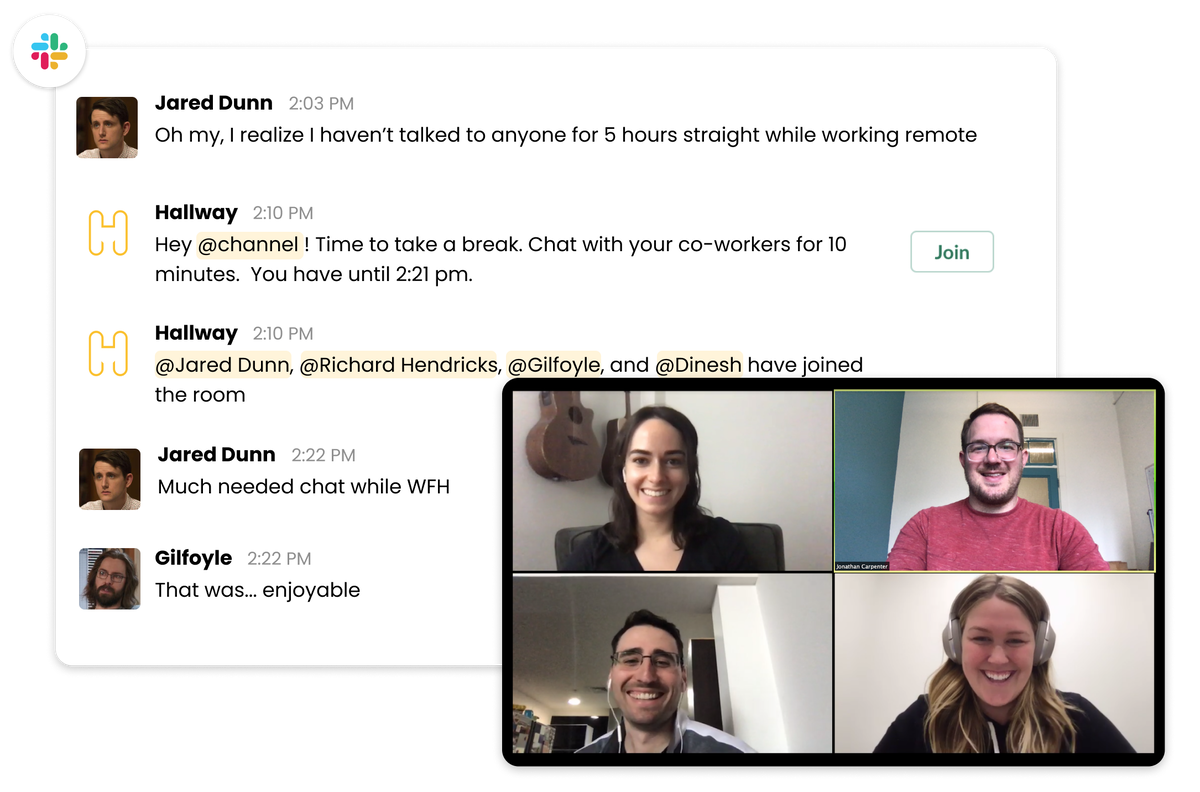 Jared Dunn 2:03 PM
Oh my, I realize I haven’t talked to anyone for 5 hours straight while working remote
Hallway 2:10 PM
Hey @channel ! Time to take a break. Chat with your co-workers for 10
minutes.  You have until 2:21 pm.
Join
Hallway 2:10 PM
@Jared Dunn, @Richard Hendricks, @Gilfoyle, and @Dinesh have joined
the room
Jared Dunn 2:22 PM
Much needed chat while WFH
Gilfoyle 2:22 PM
That was... enjoyable
Jonathan Carpenter